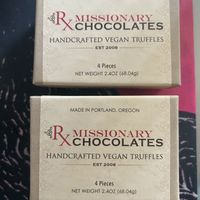 Rx MISSIONARY
CHOCOLATES
HANDCRAFTED VEGAN TRUFFLES
EST 2008
4 Pieces
NET WEIGHT 2.4OZ (68.04g)
MADE IN PORTLAND, OREGON
Rx MISSIONARY
CHOCOLATES
HANDCRAFTED VEGAN TRUFFLES
EST 2008
4 Pieces
NET WEIGHT 2.4OZ (68.04g)